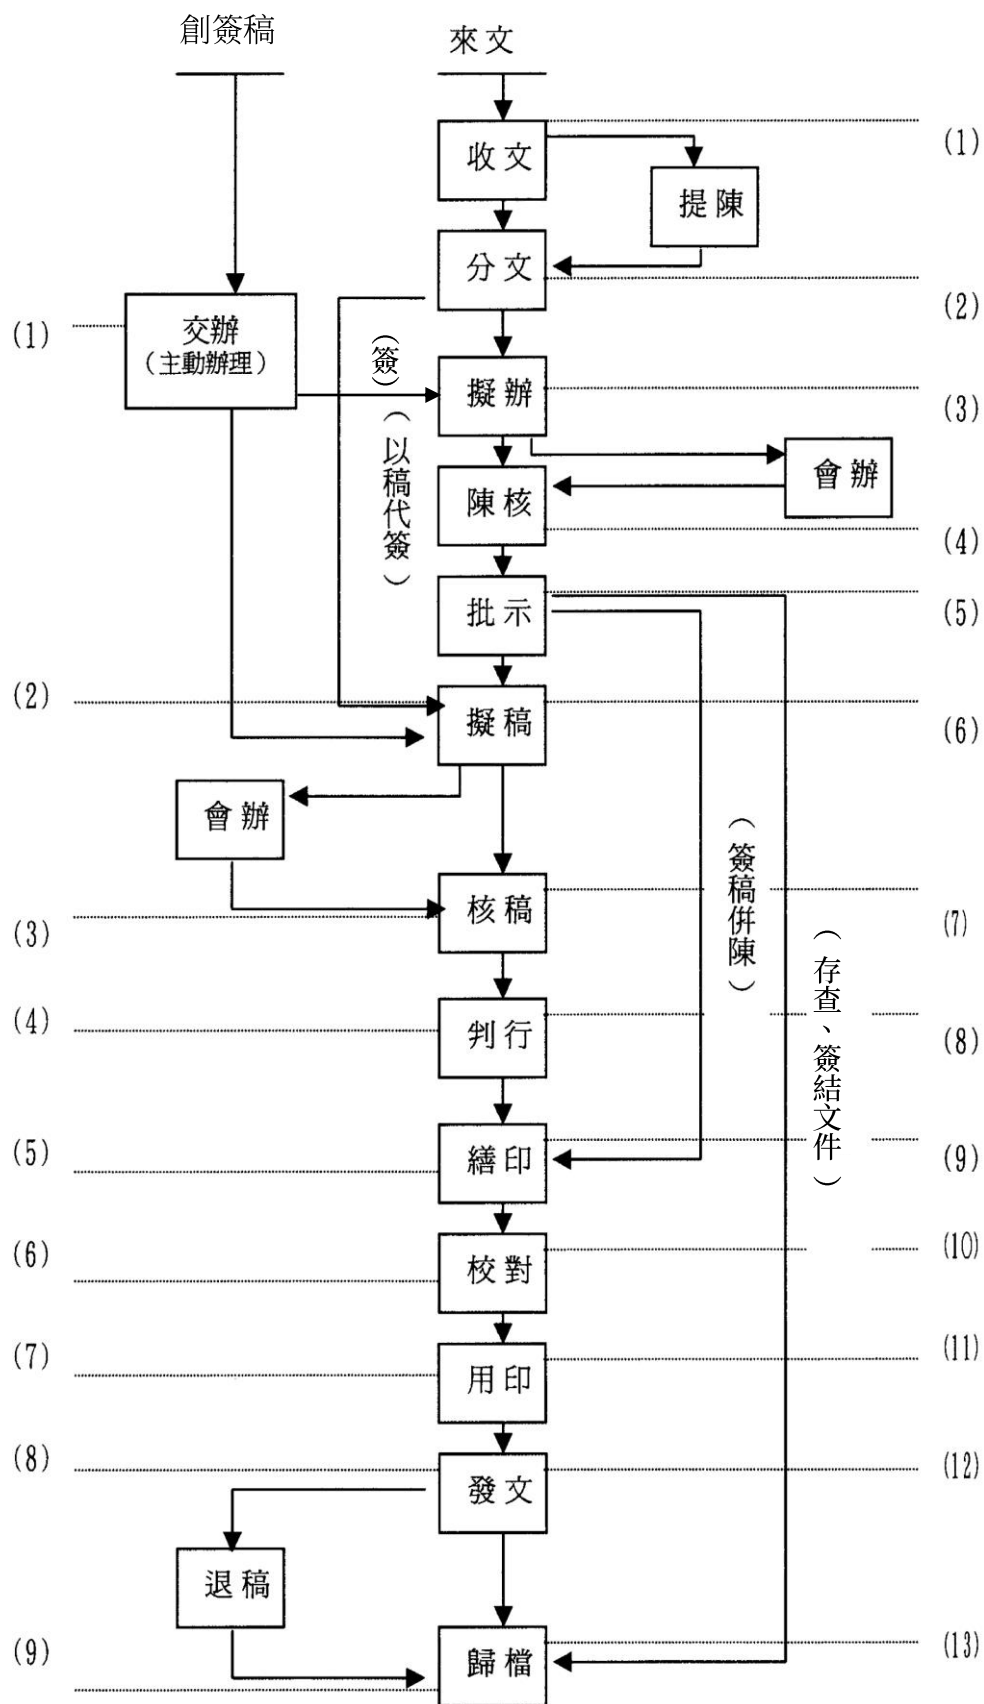 創簽稿
來文
收文
(1)
提陳
分文
(2)
交辦
(主動辦理)
(1)
(簽)
擬辦
(3)
(以稿代簽)
會辦
陳核
(4)
批示
(5)
(2)
擬稿
(6)
會辦
(簽稿併陳)
核稿
(3)
(7)
(存查、簽結文件)
(4)
判行
(8)
(5)
繕印
(9)
(6)
校對
(10)
(7)
用印
(11)
(8)
發文
(12)
退稿
(9)
歸檔
(13)